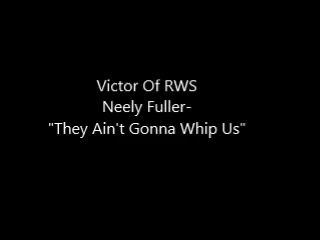 Victor Of RWS
Neely Fuller-
"They Ain't Gonna Whip Us"